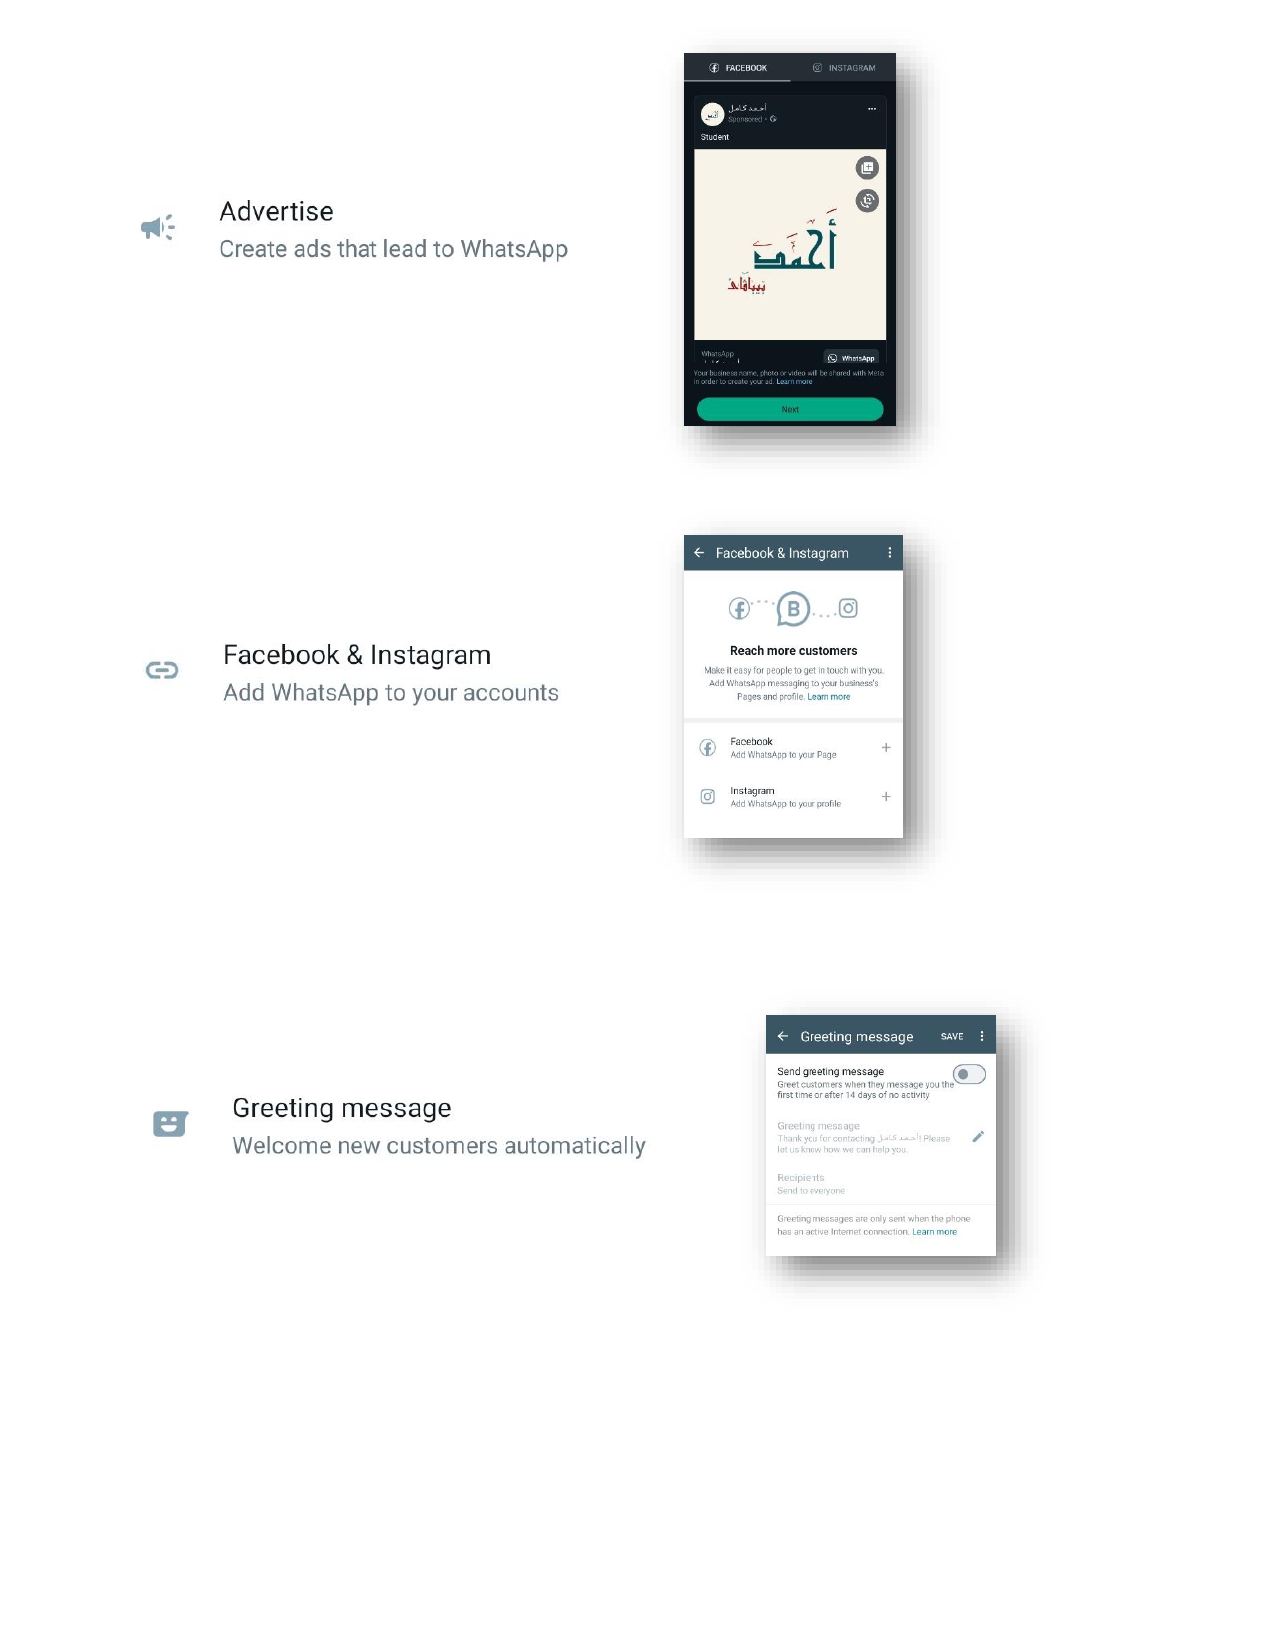 FACEBOOK
INSTAGRAM
أحمد كامل
Sponsored •
Student
أَحْمَد
WhatsApp
WhatsApp
Your business name, photo or video will be shared with Meta
in order to create your ad. Learn more
Next
Advertise
Create ads that lead to WhatsApp
Facebook & Instagram
B
Reach more customers
Make it easy for people to get in touch with you.
Add WhatsApp messaging to your business's
Pages and profile. Learn more
Facebook
Add WhatsApp to your Page
Instagram
Add WhatsApp to your profile
Facebook & Instagram
Add WhatsApp to your accounts
Greeting message SAVE
Send greeting message
Greet customers when they message you the
first time or after 14 days of no activity
Greeting message
Thank you for contacting أحمد كامل! Please
let us know how we can help you.
Recipients
Send to everyone
Greeting messages are only sent when the phone
has an active Internet connection. Learn more
Greeting message
Welcome new customers automatically